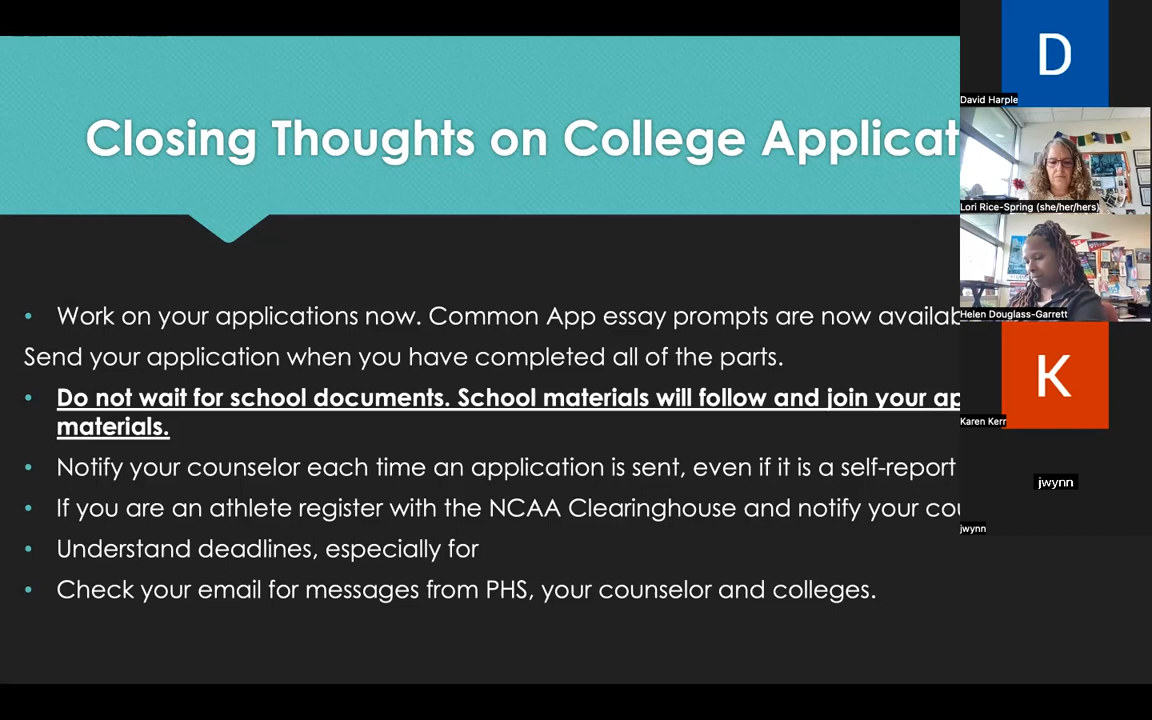 Closing Thoughts on College Applicat
• Work on your applications now. Common App essay prompts are now availab
Send your application when you have completed all of the parts.
• Do not wait for school documents. School materials will follow and join your ap
materials.
• Notify your counselor each time an application is sent, even if it is a self-report
• If you are an athlete register with the NCAA Clearinghouse and notify your cou
• Understand deadlines, especially for
• Check your email for messages from PHS, your counselor and colleges.
D
David Harple
Lori Rice-Spring (she/her/hers)
Helen Douglass-Garrett
K
Karen Kerr
jwynn
jwynn